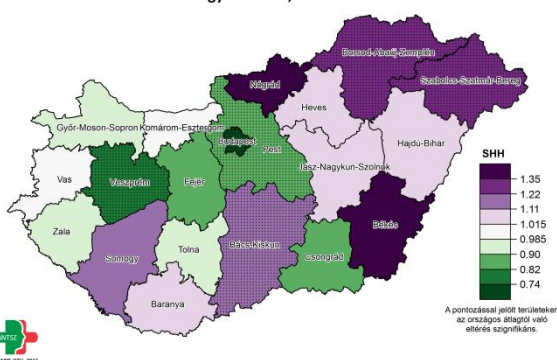 Borsod-Abaúj-Zemplén
Szabolcs-Szatmár-Bereg
Nógrád
Heves
Győr-Moson-Sopron
Komárom-Esztergom
Budapest
Pest
Hajdú-Bihar
Jász-Nagykun-Szolnok
Vas
Veszprém
Fejér
Zala
Somogy
Tolna
Bács-Kiskun
Békés
Csongrád
Baranya
SHH
1.35
1.22
1.11
1.015
0.985
0.90
0.82
0.74
A pontozással jelölt területeken
az országos átlagtól való
eltérés szignifikáns.